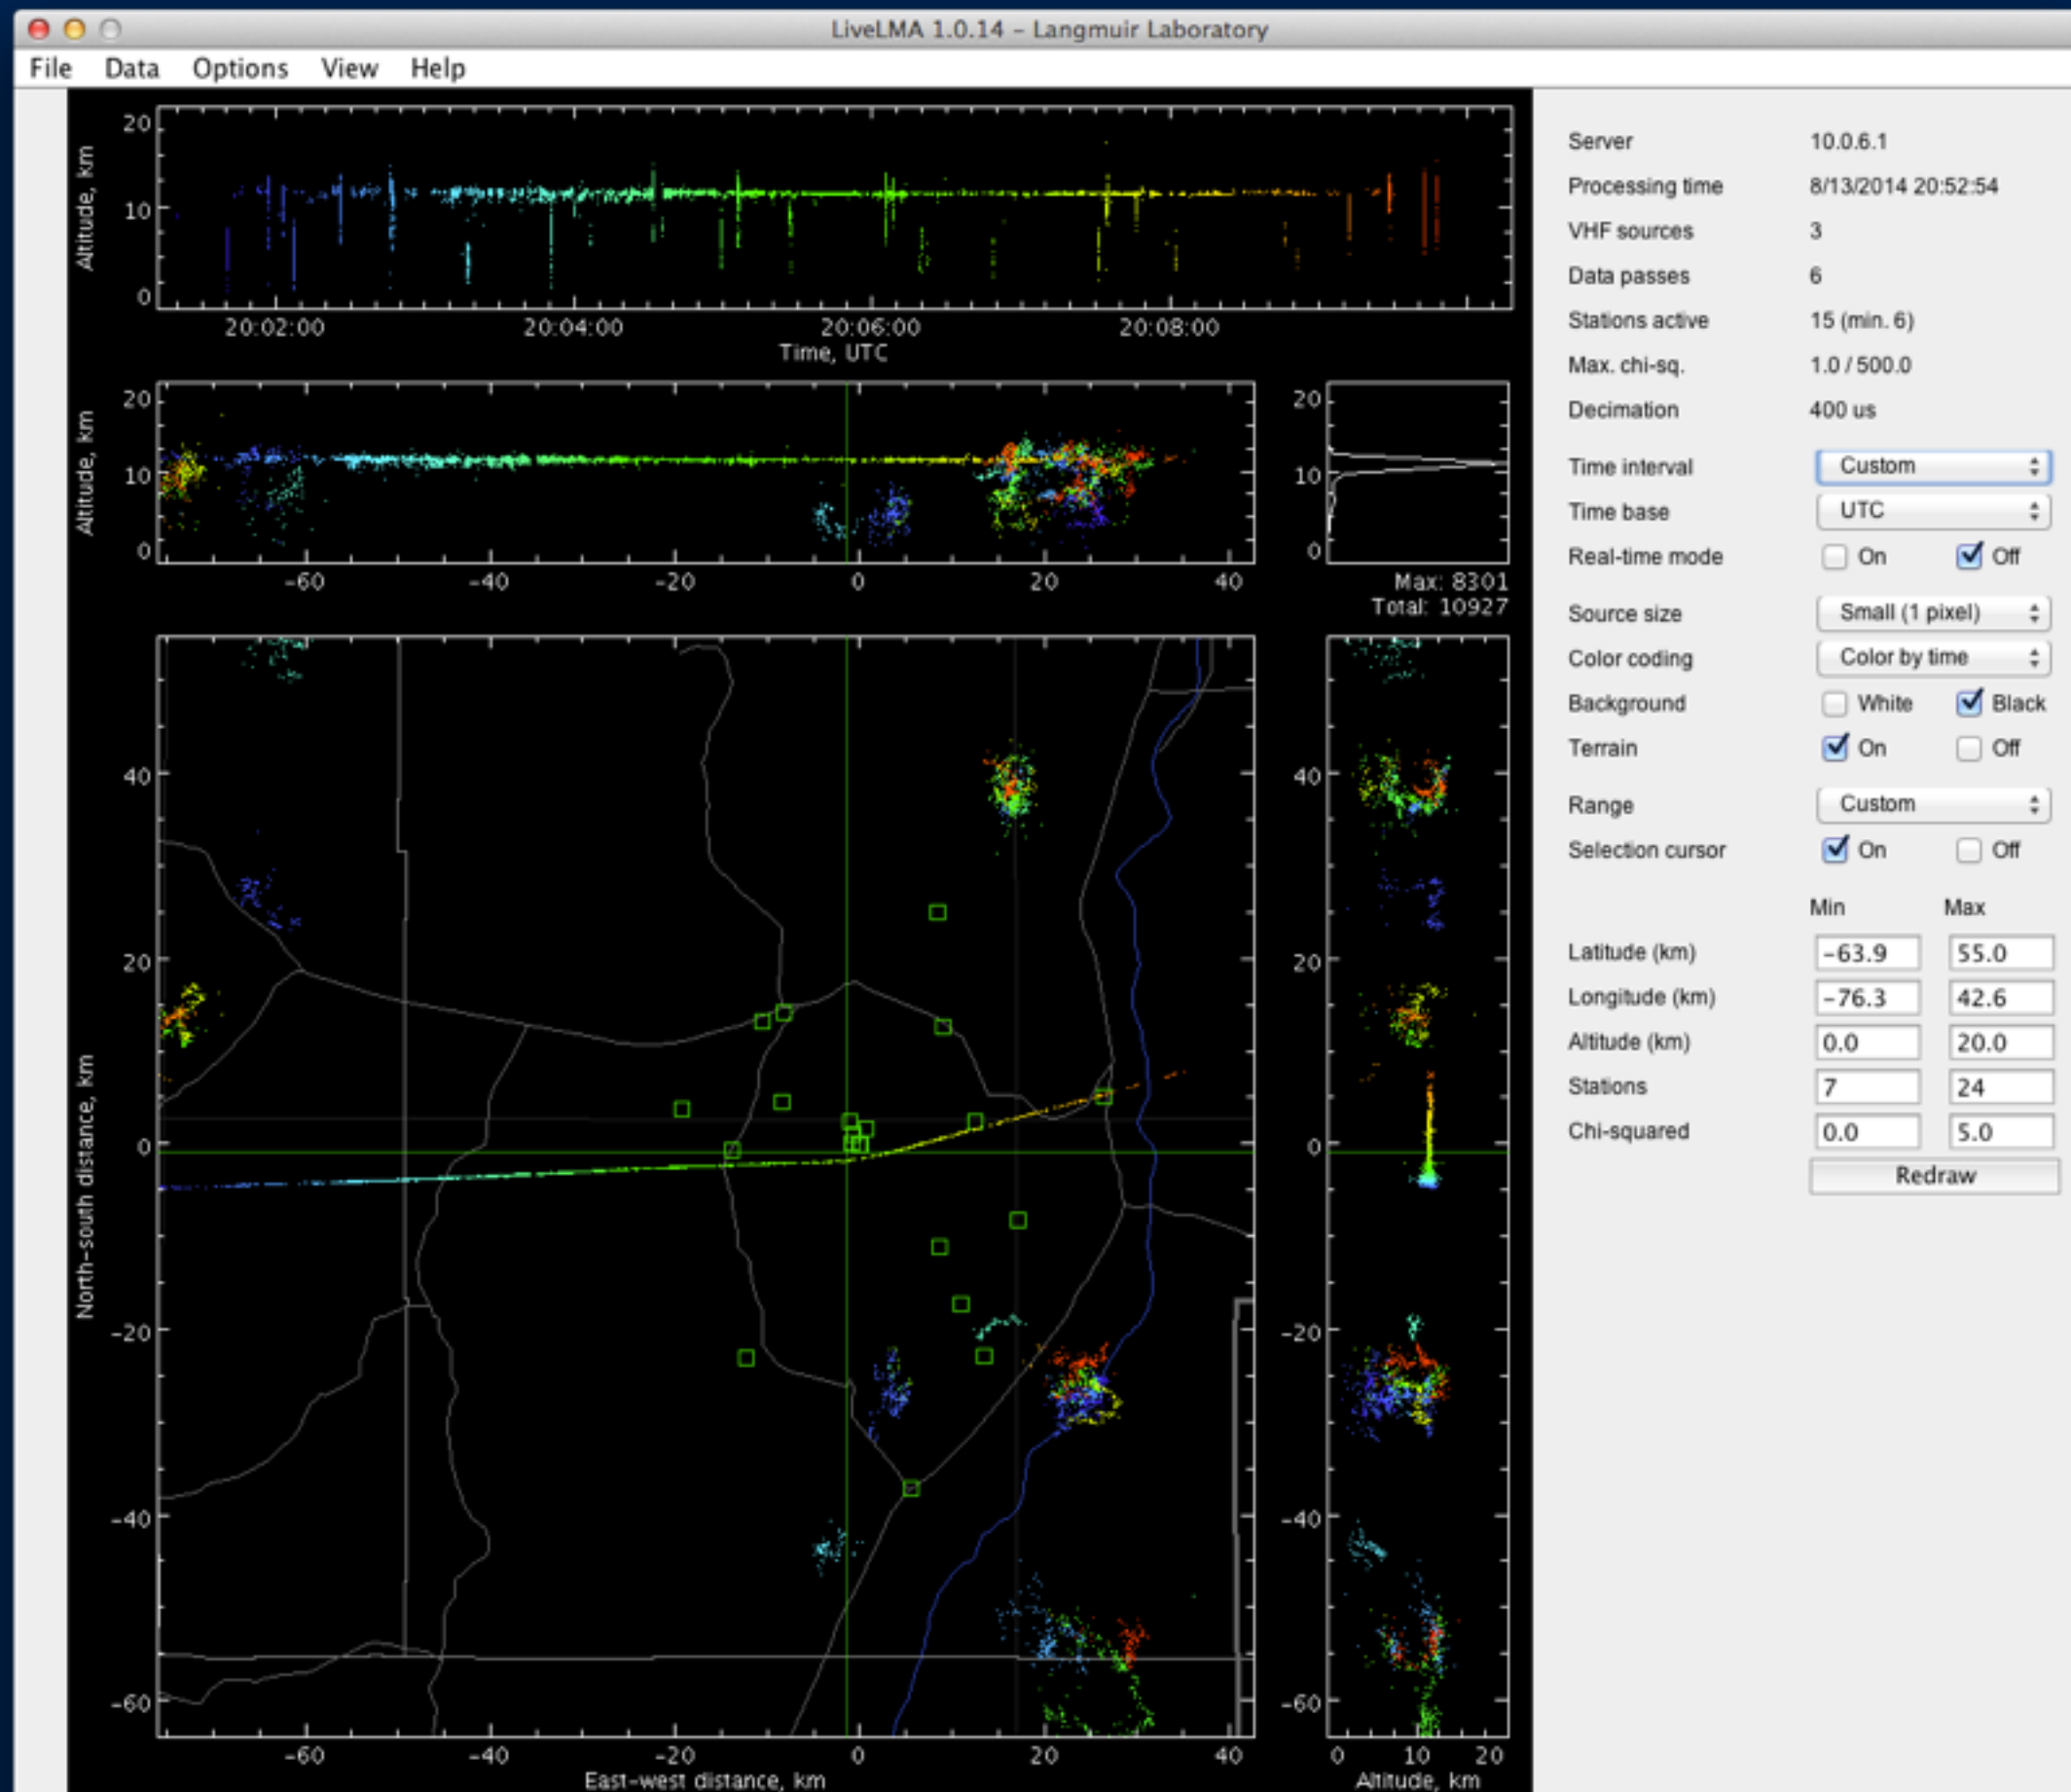 LiveLMA 1.0.14 – Langmuir Laboratory
File Data Options View Help
Altitude, km
20
10
0
20:02:00 20:04:00 20:06:00 20:08:00
Time, UTC
Altitude, km
20
10
0
-60 -40 -20 0 20 40
20
10
0
Max: 8301
Total: 10927
North-south distance, km
40
20
0
-20
-40
-60
-60 -40 -20 0 20 40
East-west distance, km
40
20
0
-20
-40
-60
0 10 20
Altitude, km
Server 10.0.6.1
Processing time 8/13/2014 20:52:54
VHF sources 3
Data passes 6
Stations active 15 (min. 6)
Max. chi-sq. 1.0 / 500.0
Decimation 400 us
Time interval Custom
Time base UTC
Real-time mode On Off
Source size Small (1 pixel)
Color coding Color by time
Background White Black
Terrain On Off
Range Custom
Selection cursor On Off
Min Max
Latitude (km) -63.9 55.0
Longitude (km) -76.3 42.6
Altitude (km) 0.0 20.0
Stations 7 24
Chi-squared 0.0 5.0
Redraw